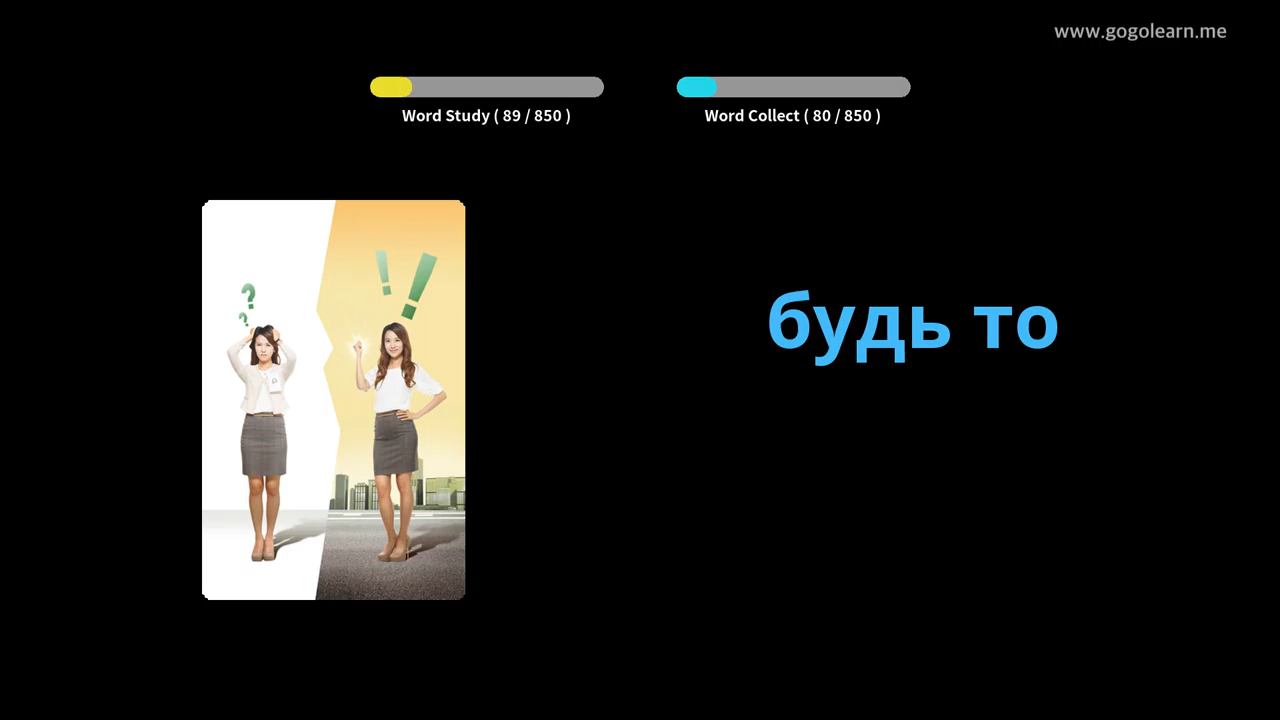 www.gogolearn.me
Word Study ( 89 / 850 )
Word Collect ( 80 / 850 )
? ?
! !
будь то